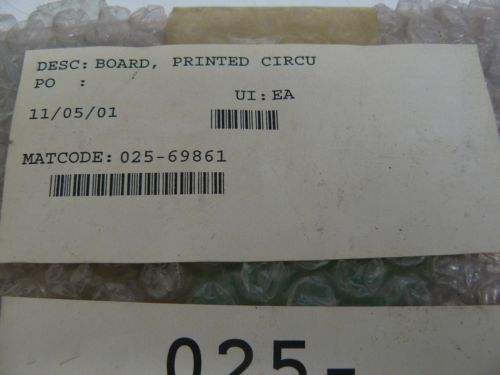 DESC: BOARD, PRINTED CIRCU
PO :
UI: EA
11/05/01
MATCODE: 025-69861
025-